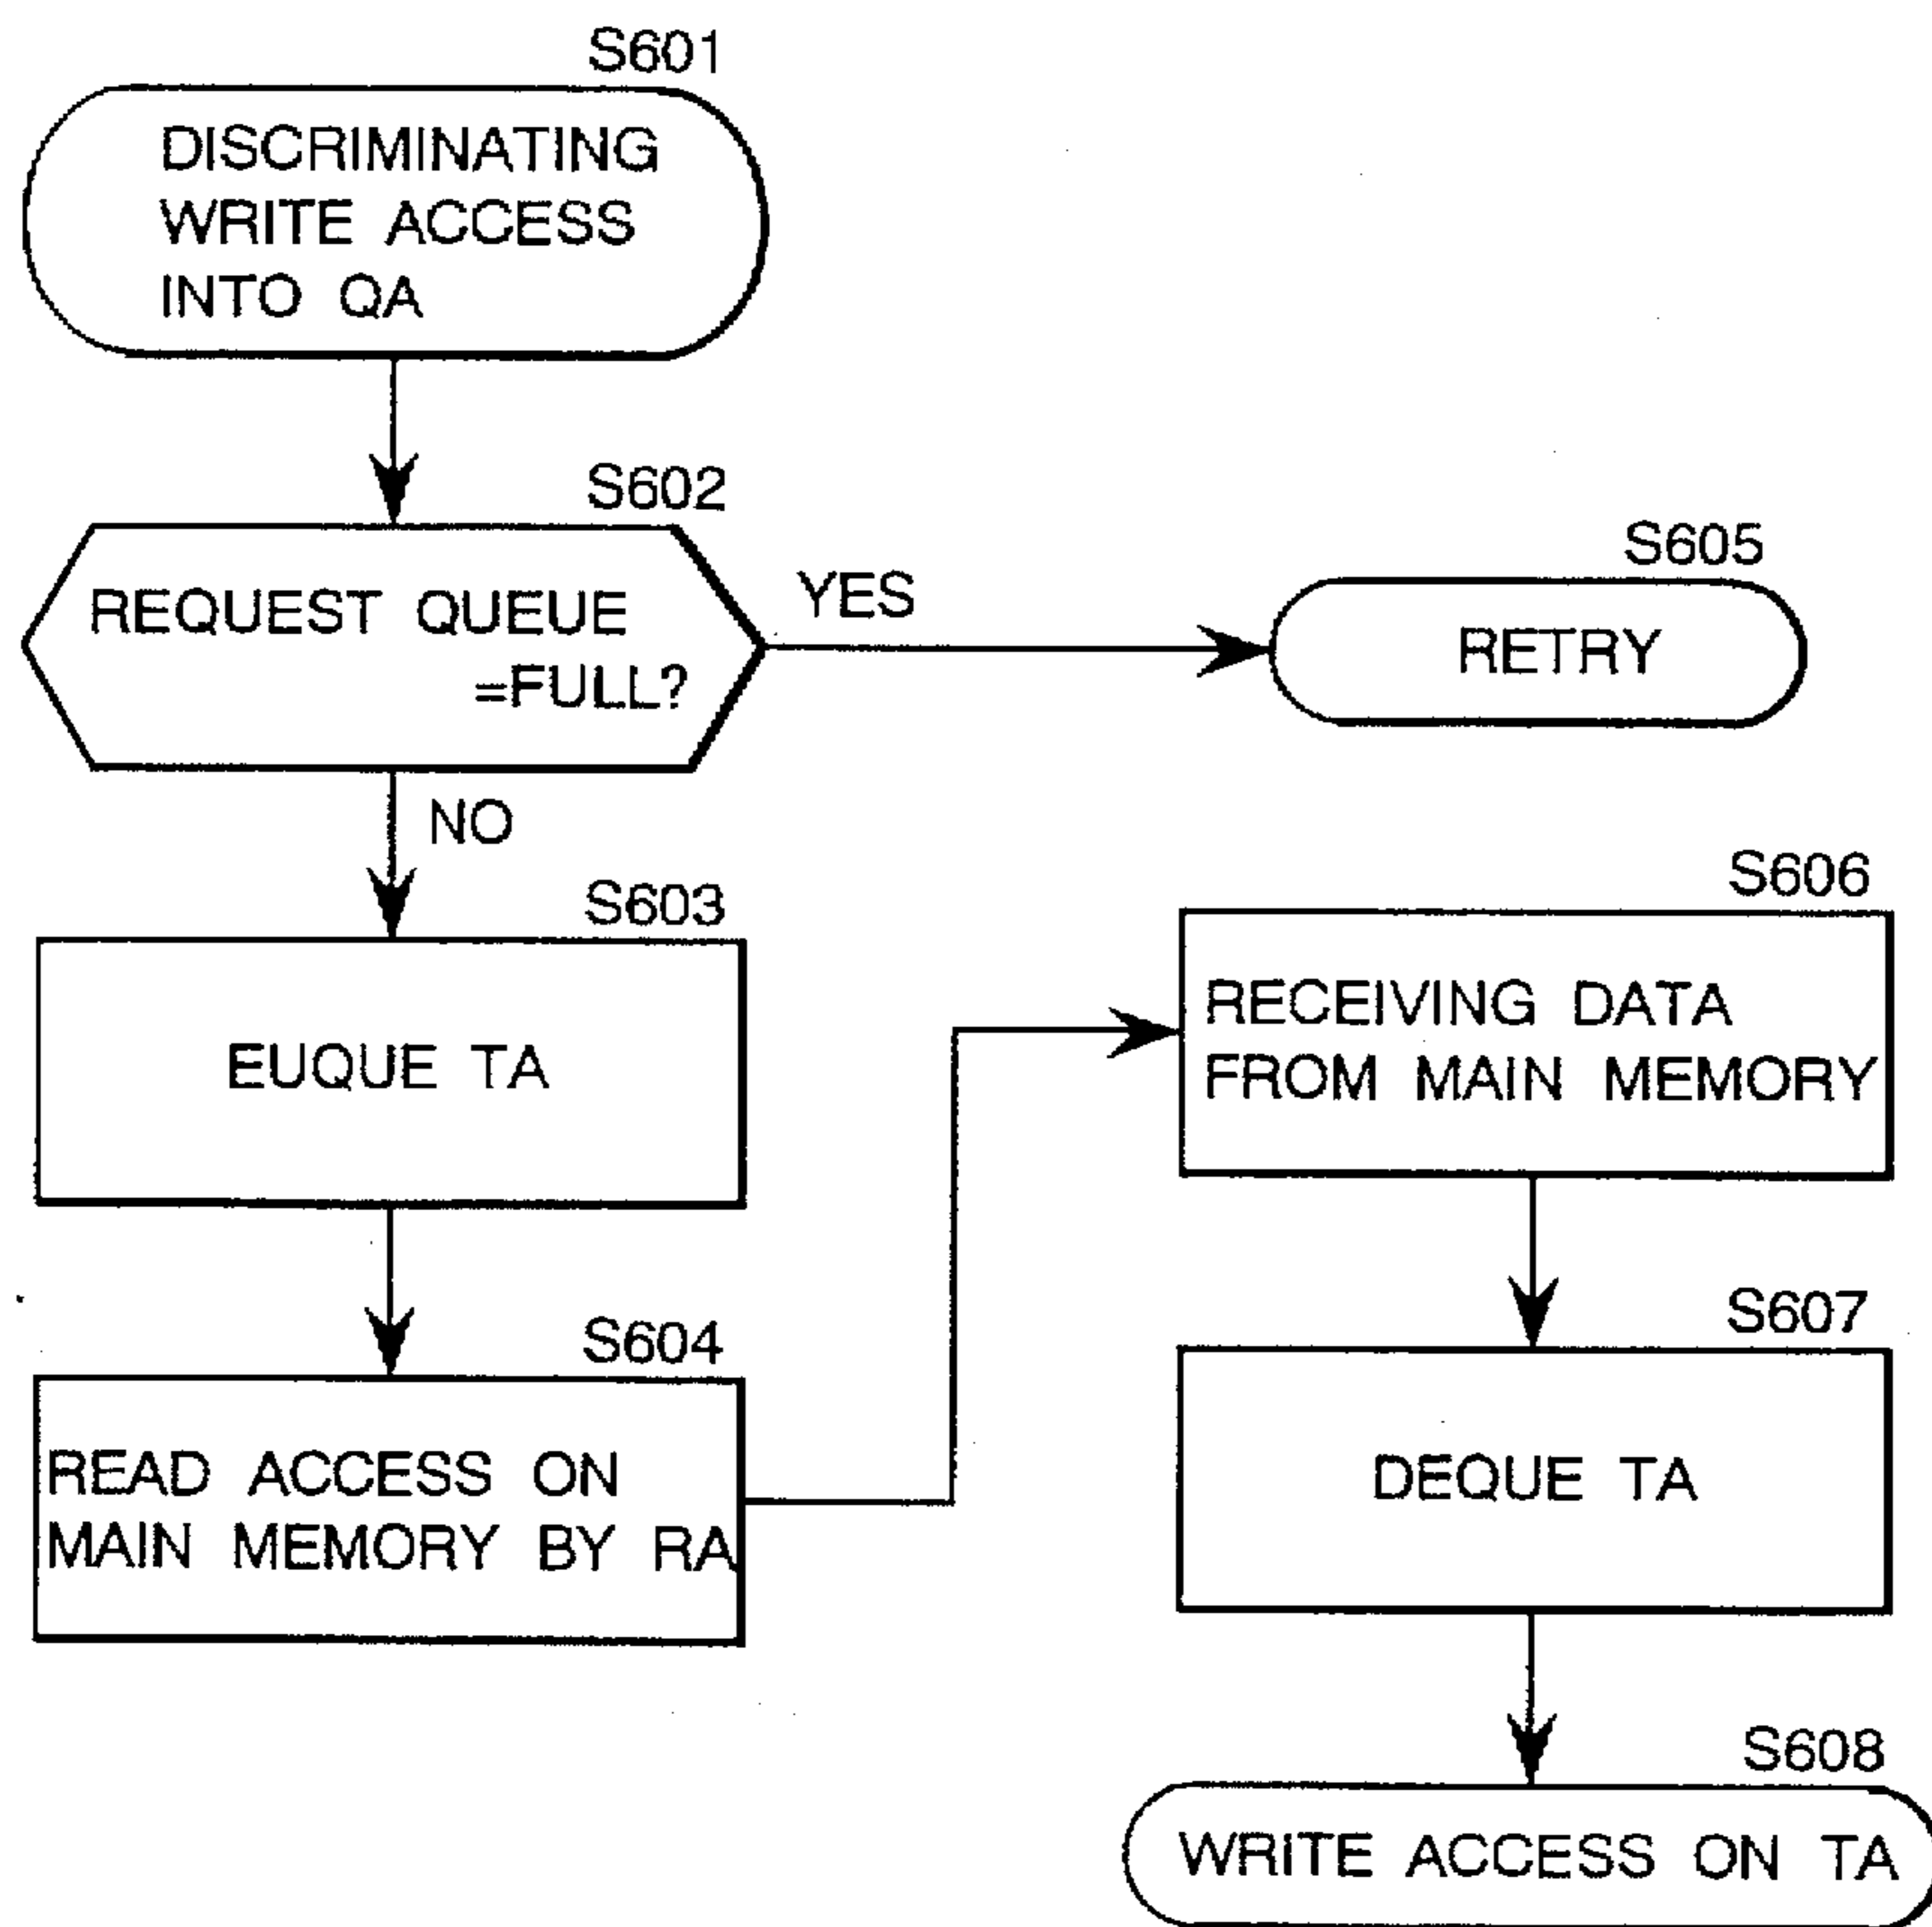 S601
DISCRIMINATING
WRITE ACCESS
INTO QA
S602
REQUEST QUEUE
=FULL?
YES
S605
RETRY
NO
S603
EUQUE TA
S604
READ ACCESS ON
MAIN MEMORY BY RA
S606
RECEIVING DATA
FROM MAIN MEMORY
S607
DEQUE TA
S608
WRITE ACCESS ON TA